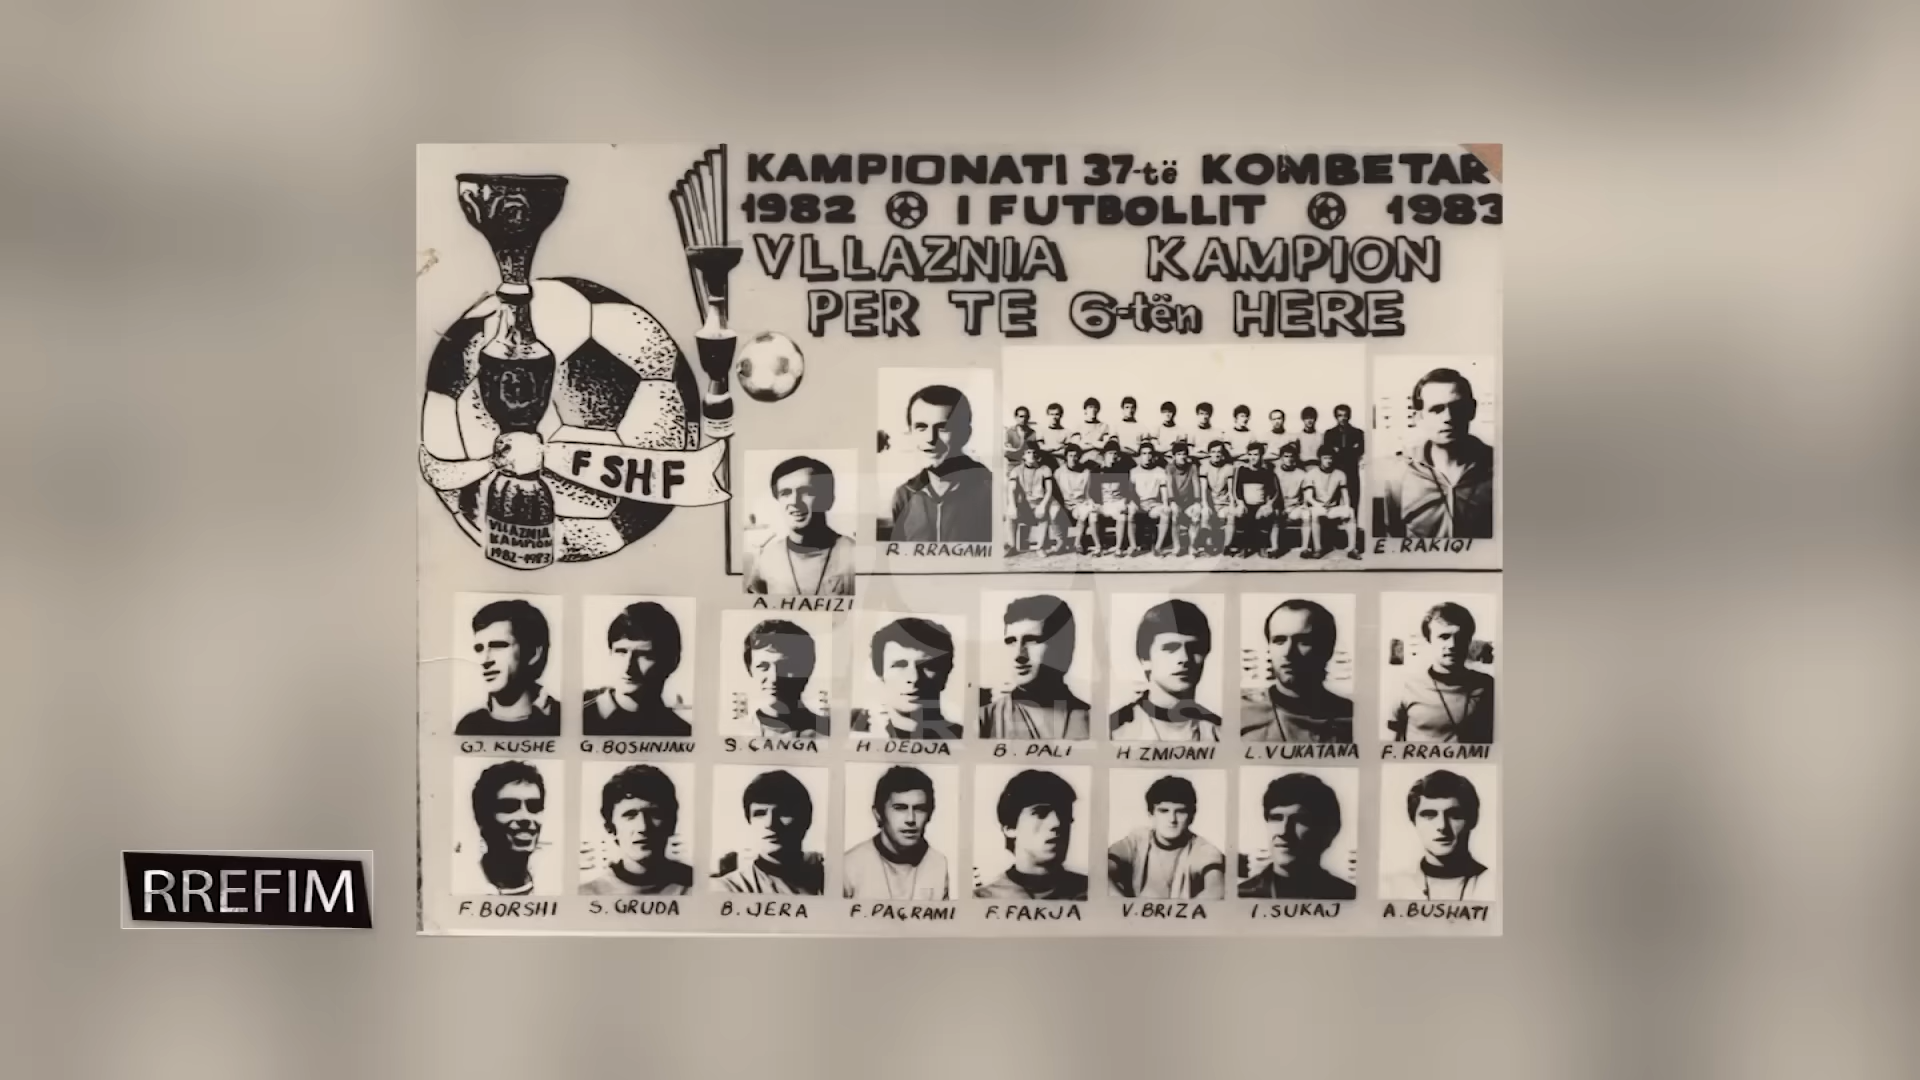 KAMPIONATI 37-të KOMBETAR
1982 I FUTBOLLIT 1983
VLLAZNIA KAMPION
PER TE 6-tën HERE
FSHF
VLLAZNIA
KAMPION
1982-1983
R. RRAGAMI
E. RAKIQI
A. HAFIZI
GJ. KUSHE G. BOSHNJAKU S. ÇANGA H. DEDJA B. PALI H. ZMIJANI L. VUKATANA F. RRAGAMI
F. BORSHI S. GRUDA B. JERA F. PAÇRAMI F. FAKJA V. BRIZA I. SUKAJ A. BUSHATI
RREFIM